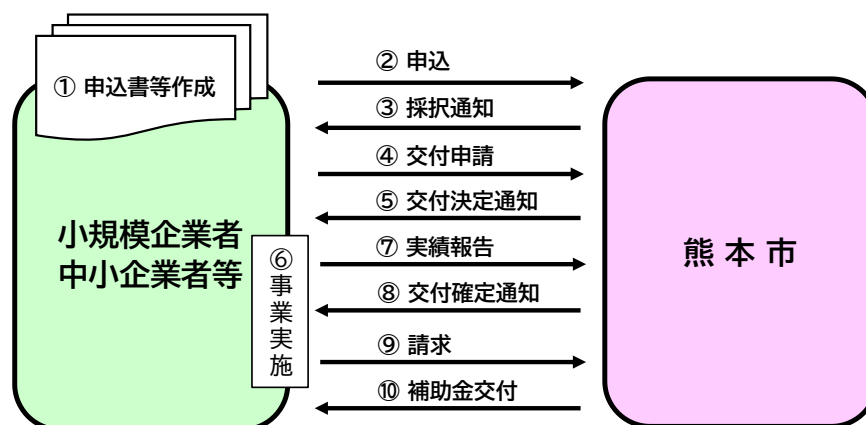 ① 申込書等作成
小規模企業者
中小企業者等
⑥事業実施
② 申込
③ 採択通知
④ 交付申請
⑤ 交付決定通知
⑦ 実績報告
⑧ 交付確定通知
⑨ 請求
⑩ 補助金交付
熊本市